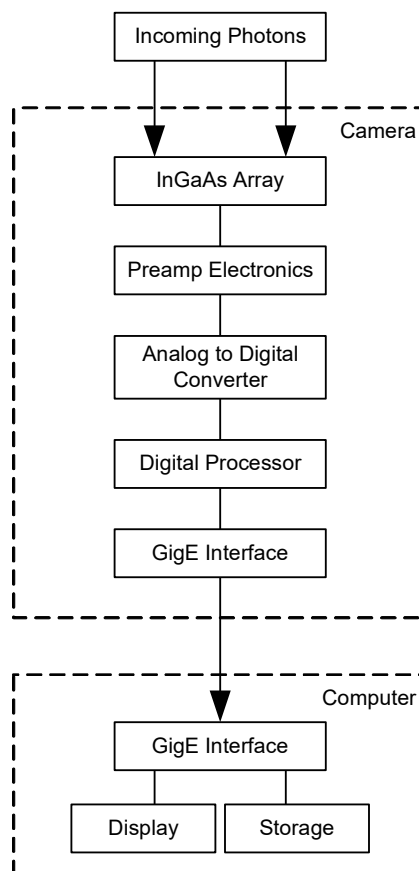 Incoming Photons
Camera
InGaAs Array
Preamp Electronics
Analog to Digital
Converter
Digital Processor
GigE Interface
Computer
GigE Interface
Display
Storage